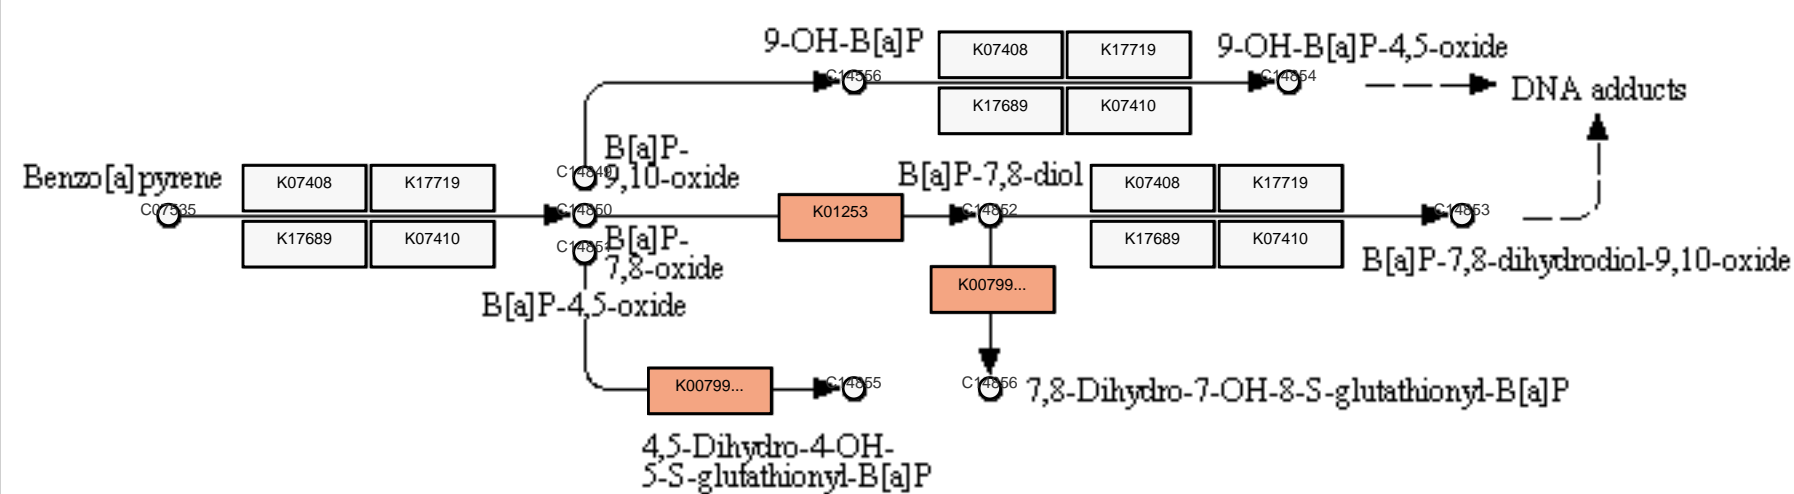 9-OH-B[a]P
K07408
K17719
9-OH-B[a]P-4,5-oxide
C14556
C14854
K17689
K07410
DNA adducts
B[a]P-
9,10-oxide
C14849
Benzo[a]pyrene
K07408
K17719
C07535
K17689
K07410
C14850
K01253
B[a]P-7,8-diol
C14852
K07408
K17719
K17689
K07410
C14853
B[a]P-7,8-dihydrodiol-9,10-oxide
C14851
B[a]P-
7,8-oxide
B[a]P-4,5-oxide
K00799...
K00799...
C14855
C14856
7,8-Dihydro-7-OH-8-S-glutathionyl-B[a]P
4,5-Dihydro-4-OH-
5-S-glutathionyl-B[a]P